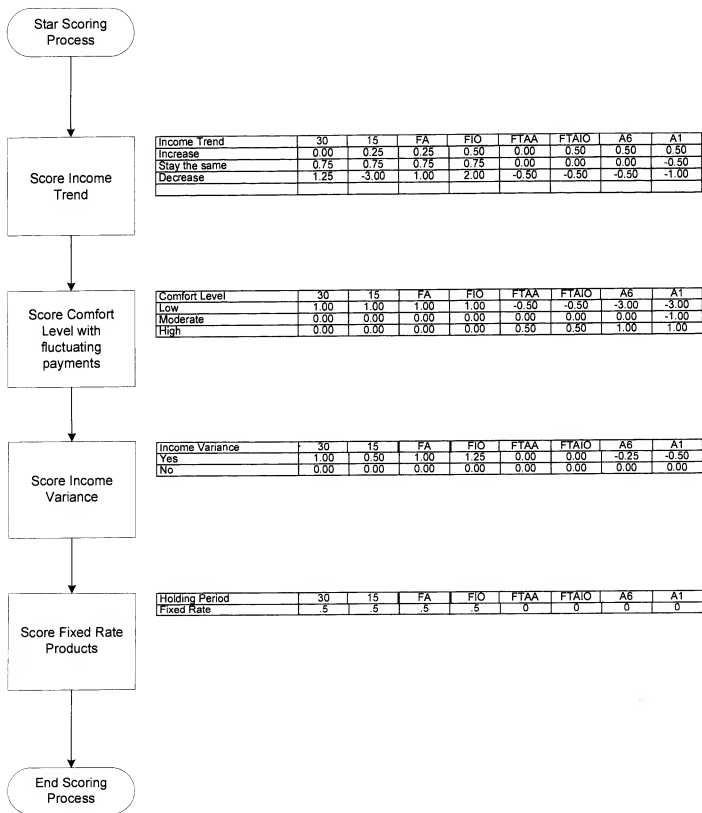 Star Scoring
Process
Score Income
Trend
Income Trend 30 15 FA FIO FTAA FTAIO A6 A1
Increase 0.00 0.25 0.25 0.50 0.00 0.50 0.50 0.50
Stay the same 0.75 0.75 0.75 0.75 0.00 0.00 0.00 -0.50
Decrease 1.25 -3.00 1.00 2.00 -0.50 -0.50 -0.50 -1.00
Score Comfort
Level with
fluctuating
payments
Comfort Level 30 15 FA FIO FTAA FTAIO A6 A1
Low 1.00 1.00 1.00 1.00 -0.50 -0.50 -3.00 -3.00
Moderate 0.00 0.00 0.00 0.00 0.00 0.00 0.00 -1.00
High 0.00 0.00 0.00 0.00 0.50 0.50 1.00 1.00
Score Income
Variance
Income Variance 30 15 FA FIO FTAA FTAIO A6 A1
Yes 1.00 0.50 1.00 1.25 0.00 0.00 -0.25 -0.50
No 0.00 0.00 0.00 0.00 0.00 0.00 0.00 0.00
Score Fixed Rate
Products
Holding Period 30 15 FA FIO FTAA FTAIO A6 A1
Fixed Rate .5 .5 .5 .5 0 0 0 0
End Scoring
Process